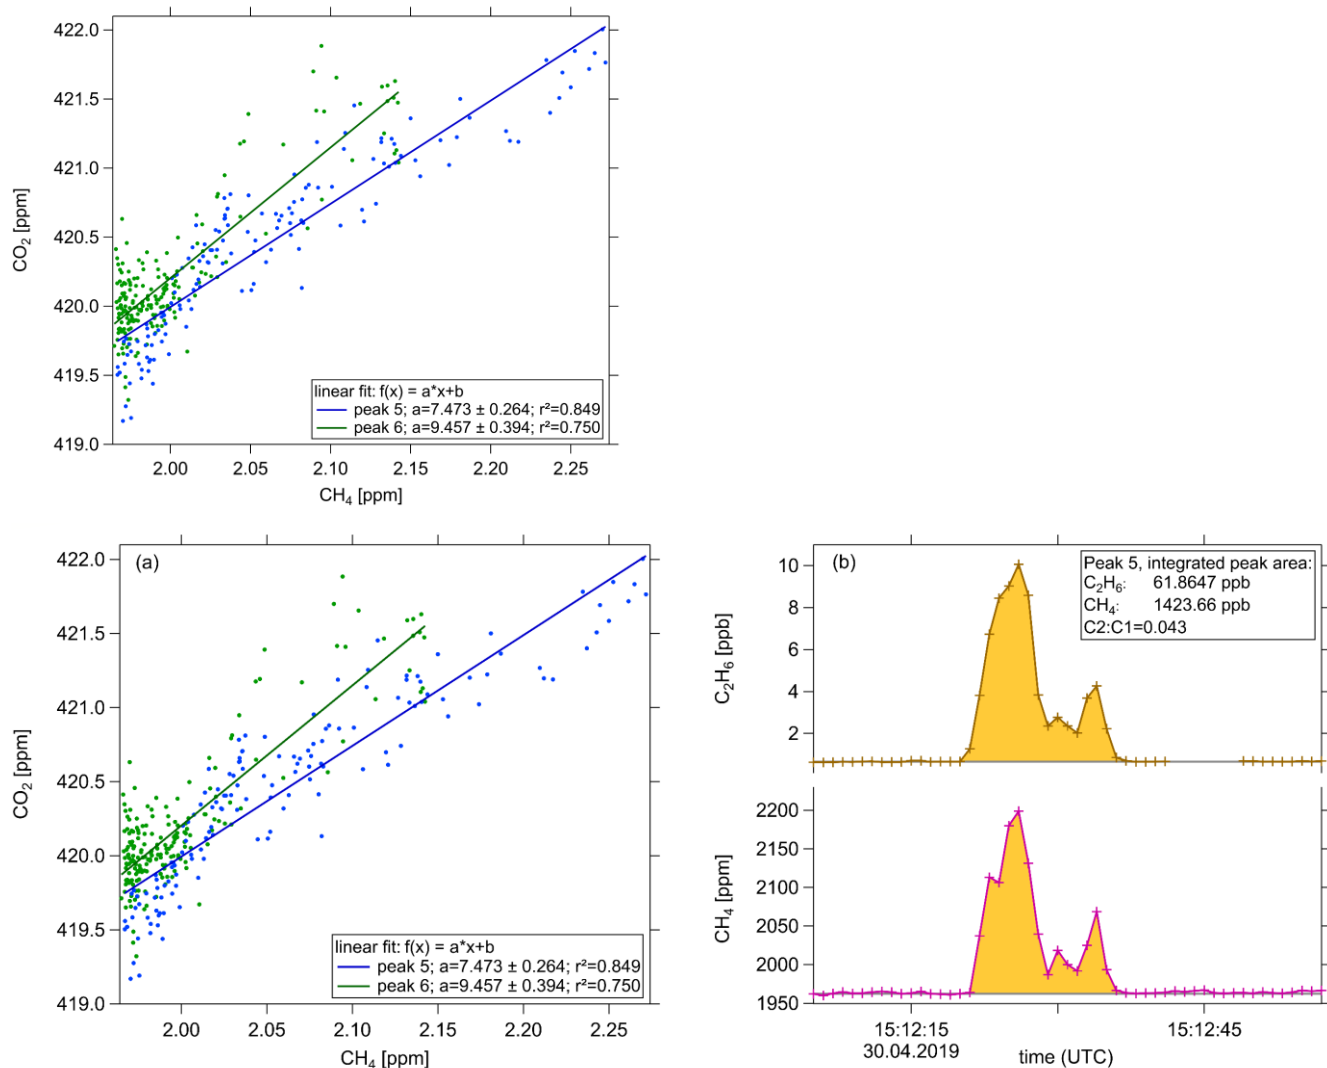 422.0
421.5
421.0
420.5
420.0
419.5
419.0
CO₂ [ppm]
linear fit: f(x) = a*x+b
peak 5; a=7.473 ± 0.264; r²=0.849
peak 6; a=9.457 ± 0.394; r²=0.750
2.00 2.05 2.10 2.15 2.20 2.25
CH₄ [ppm]
(a)
422.0
421.5
421.0
420.5
420.0
419.5
419.0
CO₂ [ppm]
linear fit: f(x) = a*x+b
peak 5; a=7.473 ± 0.264; r²=0.849
peak 6; a=9.457 ± 0.394; r²=0.750
2.00 2.05 2.10 2.15 2.20 2.25
CH₄ [ppm]
(b)
Peak 5, integrated peak area:
C₂H₆: 61.8647 ppb
CH₄: 1423.66 ppb
C2:C1=0.043
10
8
6
4
2
C₂H₆ [ppb]
2200
2150
2100
2050
2000
1950
CH₄ [ppm]
15:12:15 15:12:45
30.04.2019 time (UTC)